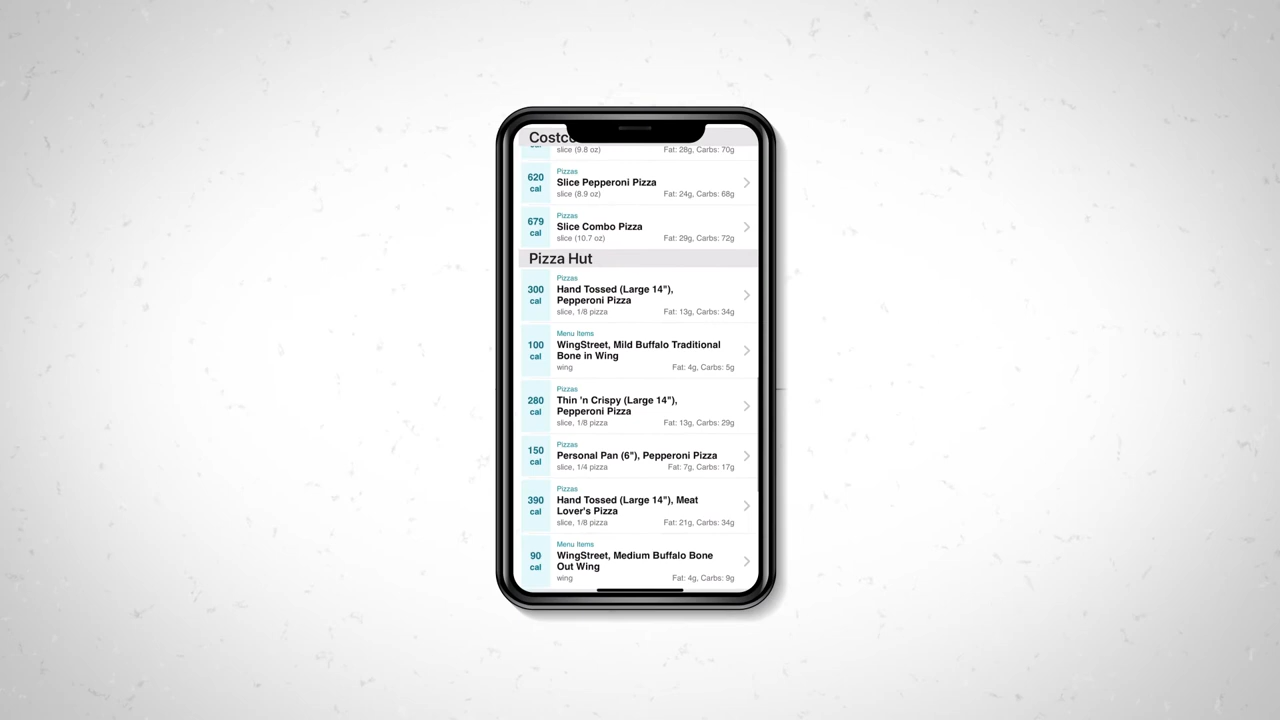 Costco
slice (9.8 oz) Fat: 28g, Carbs: 70g
Pizzas
620 cal
Slice Pepperoni Pizza
slice (8.9 oz) Fat: 24g, Carbs: 68g
Pizzas
679 cal
Slice Combo Pizza
slice (10.7 oz) Fat: 29g, Carbs: 72g
Pizza Hut
Pizzas
300 cal
Hand Tossed (Large 14"),
Pepperoni Pizza
slice, 1/8 pizza Fat: 13g, Carbs: 34g
Menu Items
100 cal
WingStreet, Mild Buffalo Traditional
Bone in Wing
wing Fat: 4g, Carbs: 5g
Pizzas
280 cal
Thin 'n Crispy (Large 14"),
Pepperoni Pizza
slice, 1/8 pizza Fat: 13g, Carbs: 29g
Pizzas
150 cal
Personal Pan (6"), Pepperoni Pizza
slice, 1/4 pizza Fat: 7g, Carbs: 17g
Pizzas
390 cal
Hand Tossed (Large 14"), Meat
Lover's Pizza
slice, 1/8 pizza Fat: 21g, Carbs: 34g
Menu Items
90 cal
WingStreet, Medium Buffalo Bone
Out Wing
wing Fat: 4g, Carbs: 9g